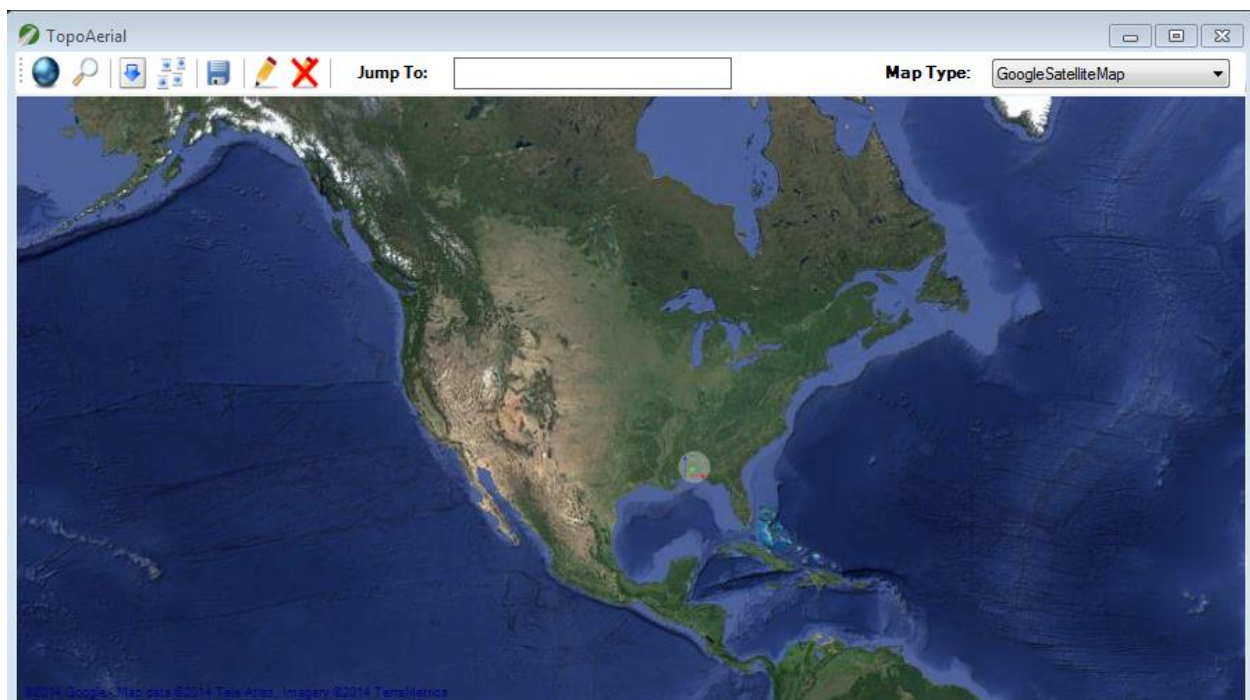 TopoAerial
Jump To:
Map Type:
GoogleSatelliteMap
©2014 Google - Map data ©2014 Tele Atlas, Imagery ©2014 TerraMetrics